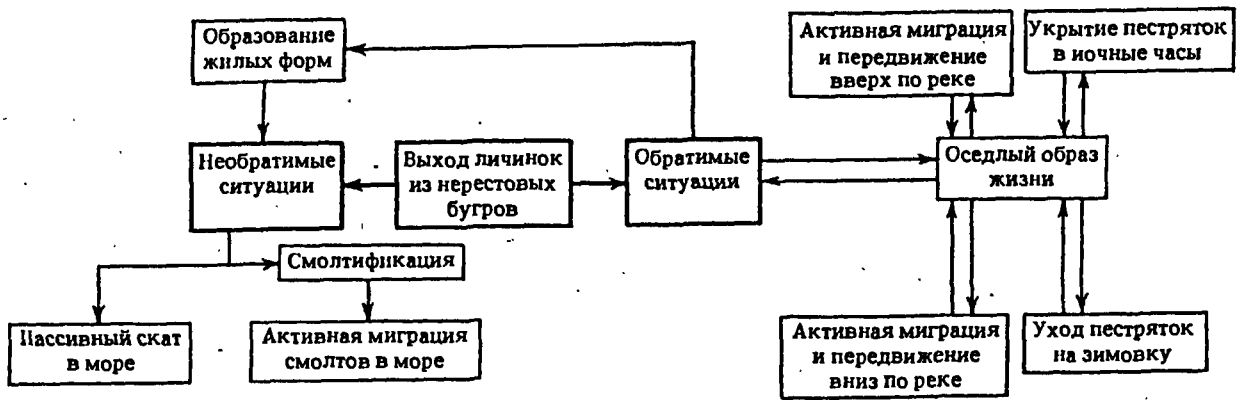 Образование
жилых форм
Активная миграция
и передвижение
вверх по реке
Укрытие пестряток
в ночные часы
Необратимые
ситуации
Выход личинок
из нерестовых
бугров
Обратимые
ситуации
Оседлый образ
жизни
Смолтификация
Пассивный скат
в море
Активная миграция
смолтов в море
Активная миграция
и передвижение
вниз по реке
Уход пестряток
на зимовку